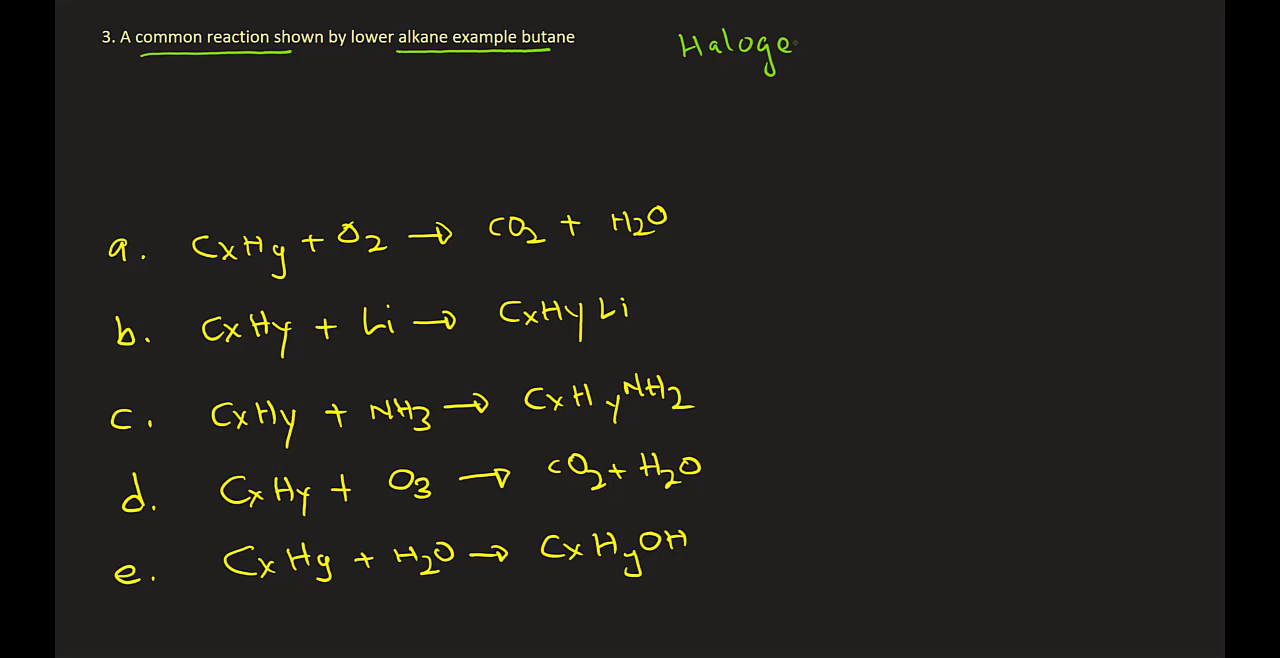 3. A common reaction shown by lower alkane example butane
Haloge
a. CxHy + O2 → CO2 + H2O
b. CxHy + Li → CxHyLi
c. CxHy + NH3 → CxHyNH2
d. CxHy + O3 → CO2 + H2O
e. CxHy + H2O → CxHyOH